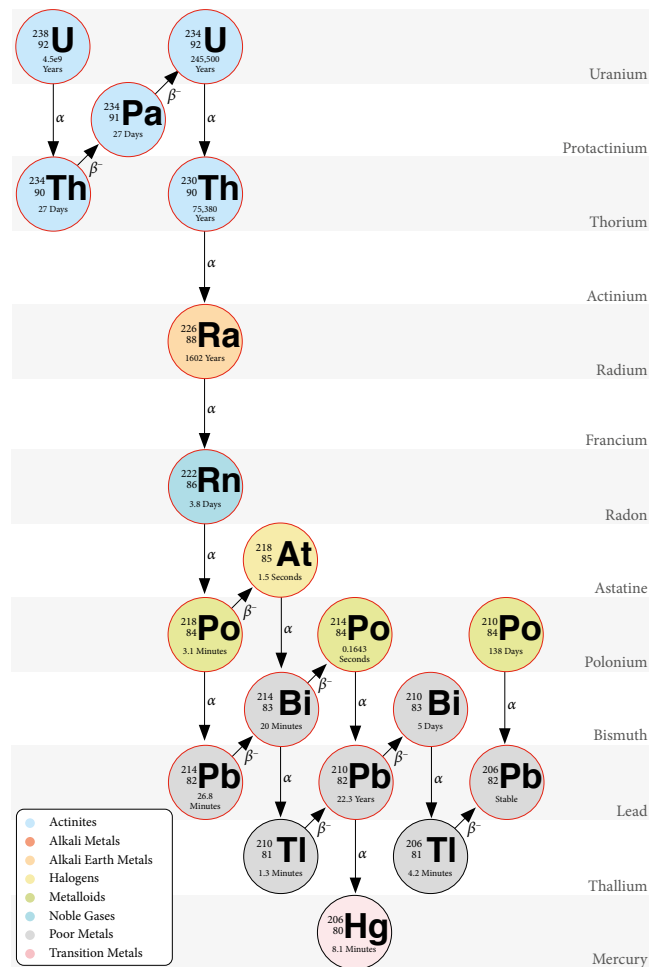 238
92
U
4.5e9
Years
234
92
U
245,500
Years
Uranium
α
β⁻
α
234
91
Pa
27 Days
Protactinium
β⁻
234
90
Th
27 Days
230
90
Th
75,380
Years
Thorium
α
Actinium
226
88
Ra
1602 Years
Radium
α
Francium
222
86
Rn
3.8 Days
Radon
α
218
85
At
1.5 Seconds
Astatine
β⁻
α
218
84
Po
3.1 Minutes
214
84
Po
0.1643
Seconds
210
84
Po
138 Days
Polonium
α
β⁻
α
α
214
83
Bi
20 Minutes
210
83
Bi
5 Days
Bismuth
β⁻
α
β⁻
α
214
82
Pb
26.8
Minutes
210
82
Pb
22.3 Years
206
82
Pb
Stable
Lead
β⁻
α
β⁻
210
81
Tl
1.3 Minutes
206
81
Tl
4.2 Minutes
Thallium
206
80
Hg
8.1 Minutes
Mercury
Actinites
Alkali Metals
Alkali Earth Metals
Halogens
Metalloids
Noble Gases
Poor Metals
Transition Metals